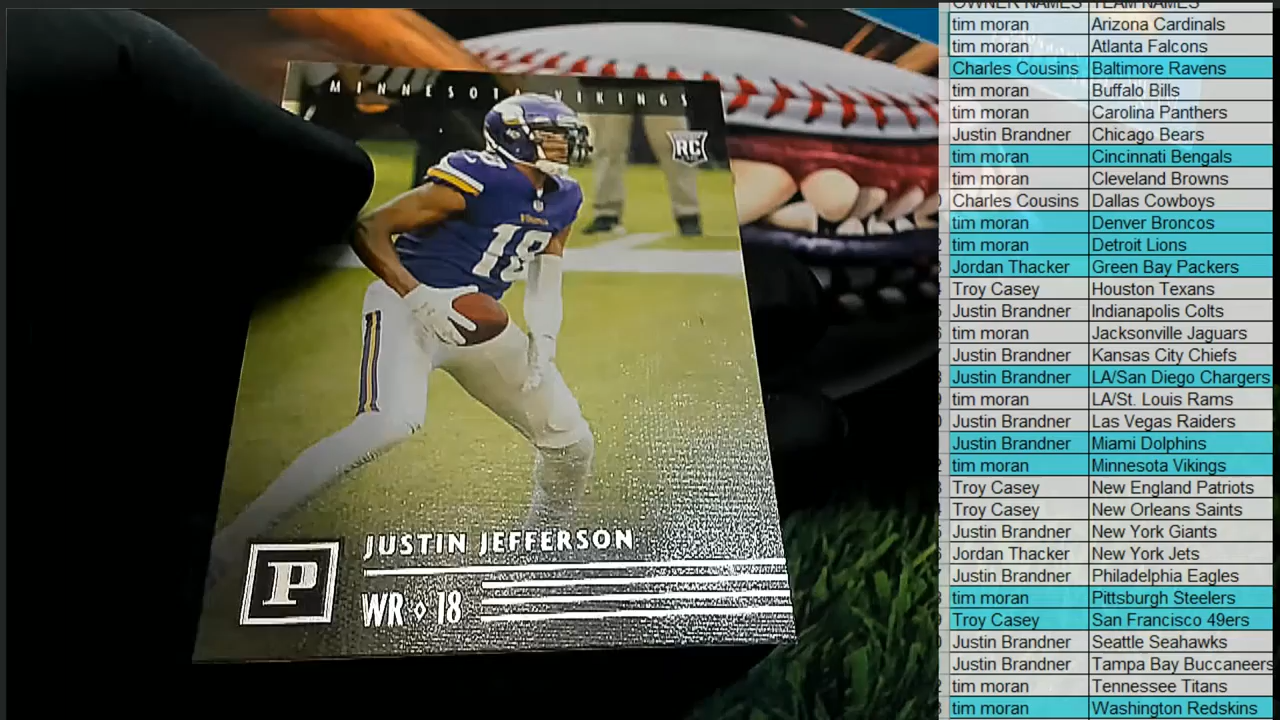 MINNESOTA VIKINGS
RC
18
JUSTIN JEFFERSON
P
WR ◊ 18
OWNER NAMES TEAM NAMES
tim moran Arizona Cardinals
tim moran Atlanta Falcons
Charles Cousins Baltimore Ravens
tim moran Buffalo Bills
tim moran Carolina Panthers
Justin Brandner Chicago Bears
tim moran Cincinnati Bengals
tim moran Cleveland Browns
Charles Cousins Dallas Cowboys
tim moran Denver Broncos
tim moran Detroit Lions
Jordan Thacker Green Bay Packers
Troy Casey Houston Texans
Justin Brandner Indianapolis Colts
tim moran Jacksonville Jaguars
Justin Brandner Kansas City Chiefs
Justin Brandner LA/San Diego Chargers
tim moran LA/St. Louis Rams
Justin Brandner Las Vegas Raiders
Justin Brandner Miami Dolphins
tim moran Minnesota Vikings
Troy Casey New England Patriots
Troy Casey New Orleans Saints
Justin Brandner New York Giants
Jordan Thacker New York Jets
Justin Brandner Philadelphia Eagles
tim moran Pittsburgh Steelers
Troy Casey San Francisco 49ers
Justin Brandner Seattle Seahawks
Justin Brandner Tampa Bay Buccaneers
tim moran Tennessee Titans
tim moran Washington Redskins